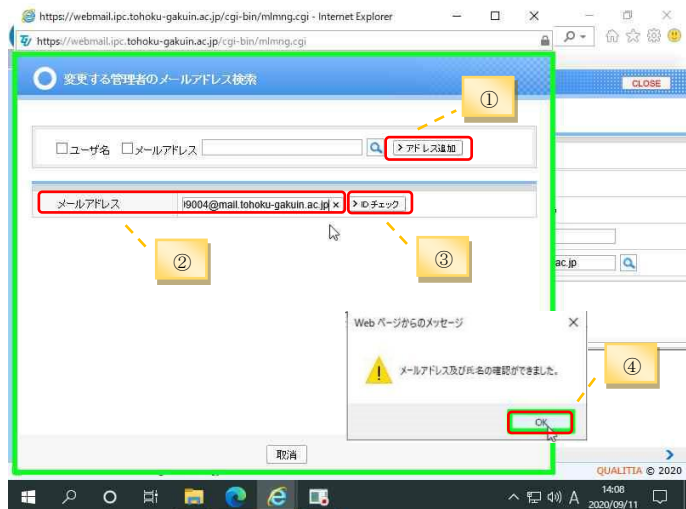 https://webmail.ipc.tohoku-gakuin.ac.jp/cgi-bin/mlmng.cgi - Internet Explorer
https://webmail.ipc.tohoku-gakuin.ac.jp/cgi-bin/mlmng.cgi
変更する管理者のメールアドレス検索
CLOSE
①
ユーザ名 メールアドレス
アドレス追加
メールアドレス
9004@mail.tohoku-gakuin.ac.jp ×
IDチェック
②
③
ac.jp
Web ページからのメッセージ
メールアドレス及び氏名の確認ができました。
④
OK
取消
QUALITIA © 2020
A
14:08
2020/09/11